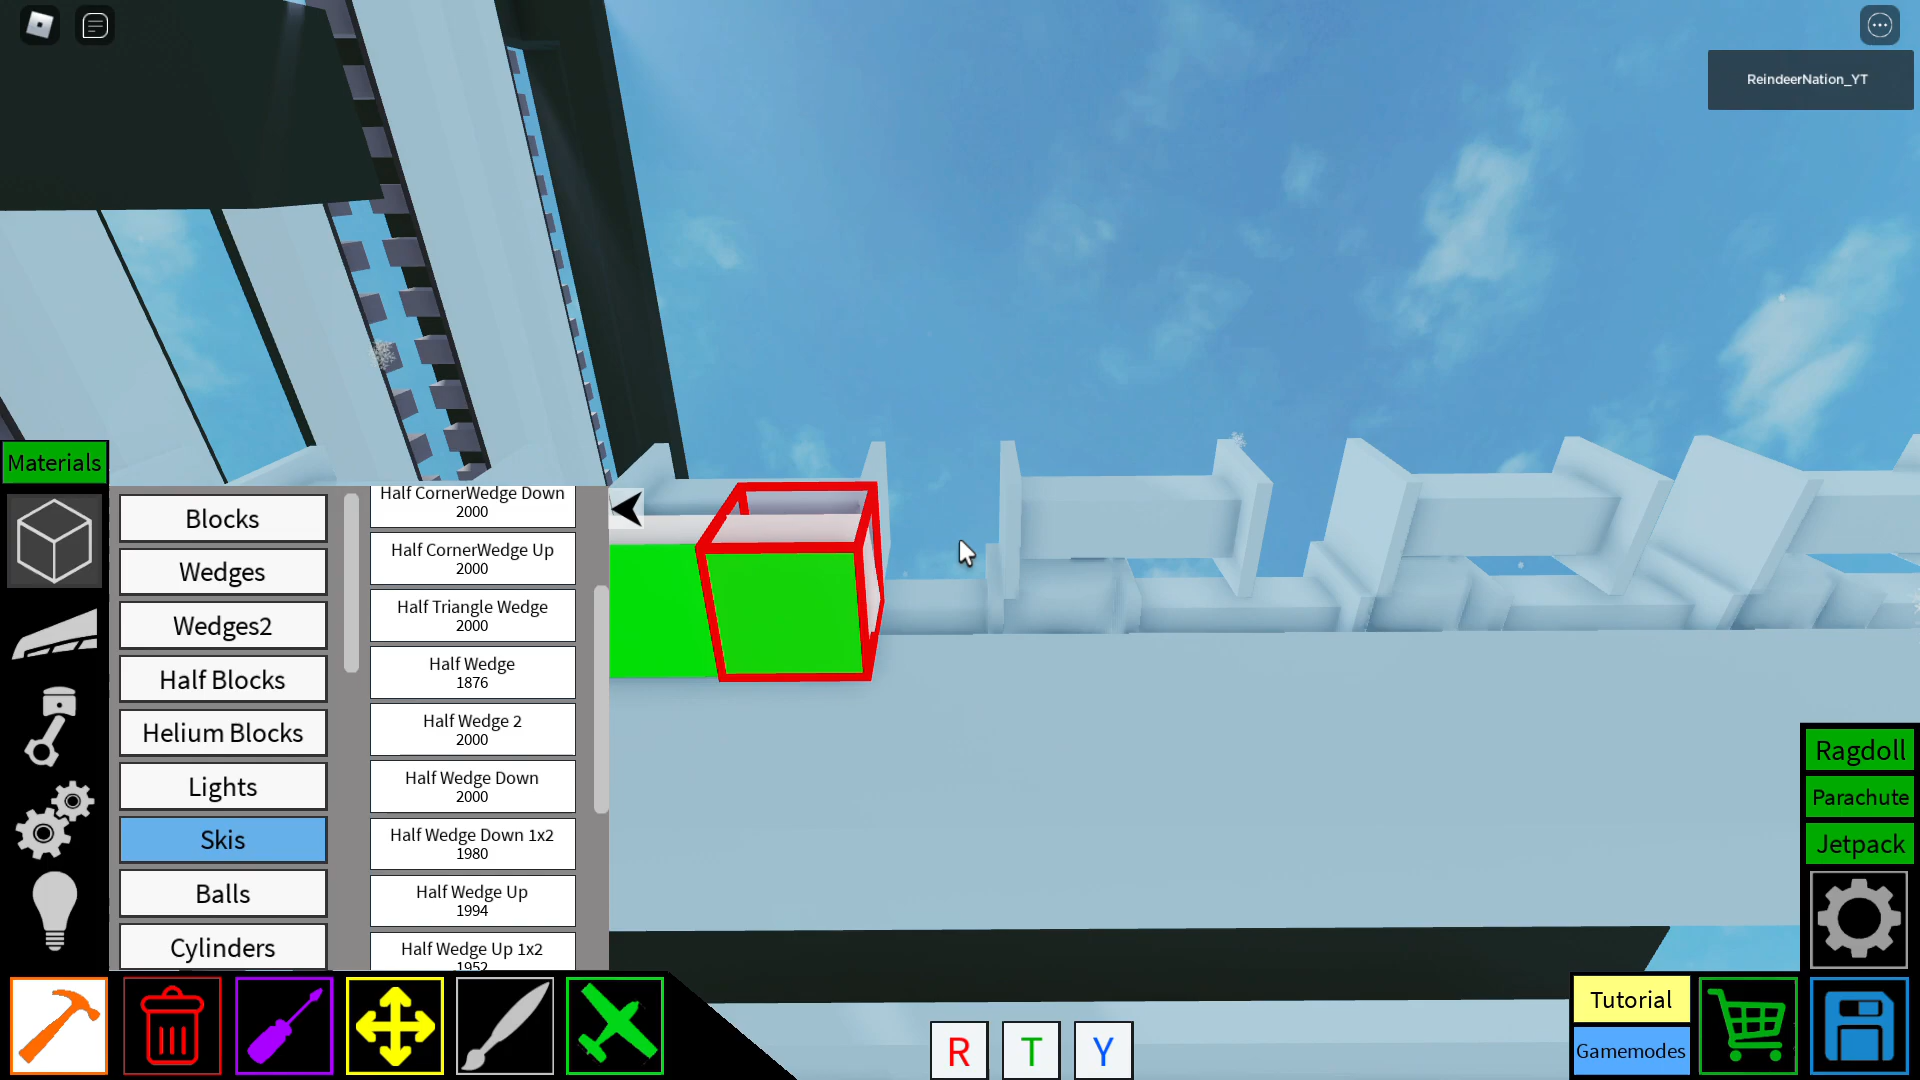 ReindeerNation_YT
Materials
Blocks
Wedges
Wedges2
Half Blocks
Helium Blocks
Lights
Skis
Balls
Cylinders
Half CornerWedge Down
2000
Half CornerWedge Up
2000
Half Triangle Wedge
2000
Half Wedge
1876
Half Wedge 2
2000
Half Wedge Down
2000
Half Wedge Down 1x2
1980
Half Wedge Up
1994
Half Wedge Up 1x2
1952
Ragdoll
Parachute
Jetpack
R T Y
Tutorial
Gamemodes